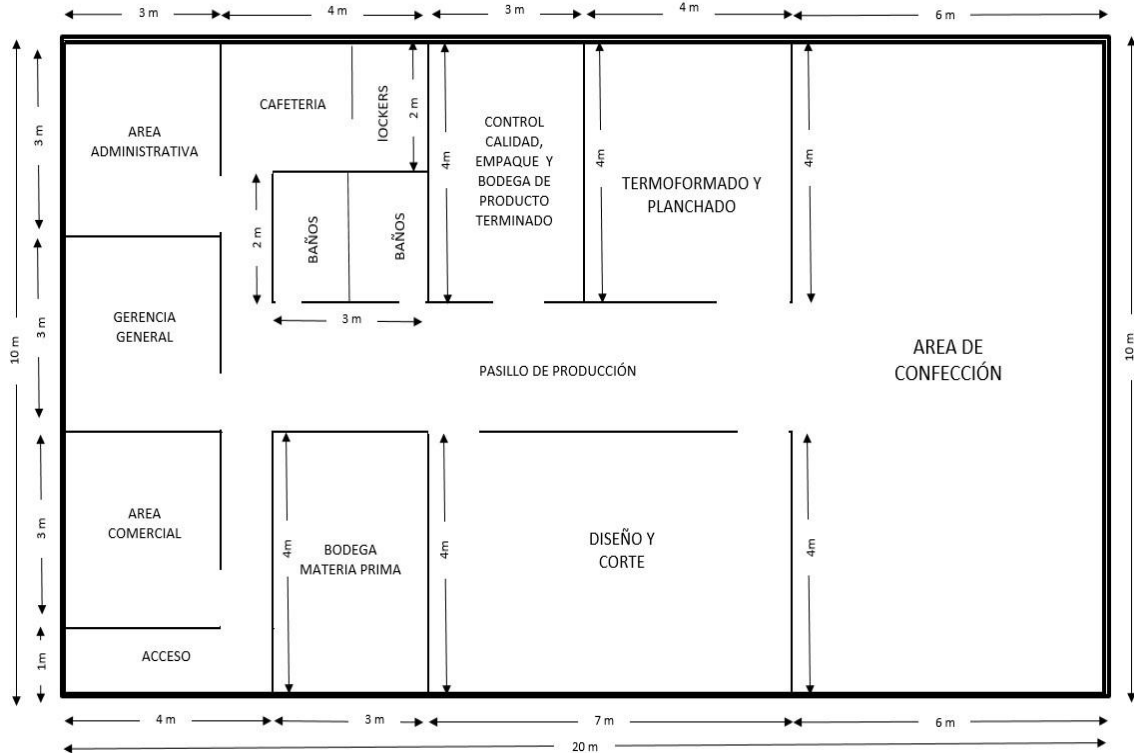 3 m
4 m
3 m
4 m
6 m
10 m
3 m
AREA
ADMINISTRATIVA
CAFETERIA
lOCKERS
2 m
4m
CONTROL
CALIDAD,
EMPAQUE Y
BODEGA DE
PRODUCTO
TERMINADO
4m
TERMOFORMADO Y
PLANCHADO
4m
2 m
BAÑOS
BAÑOS
3 m
3 m
GERENCIA
GENERAL
PASILLO DE PRODUCCIÓN
AREA DE
CONFECCIÓN
10 m
3 m
AREA
COMERCIAL
4m
BODEGA
MATERIA PRIMA
4m
DISEÑO Y
CORTE
4m
1m
ACCESO
4 m
3 m
7 m
6 m
20 m